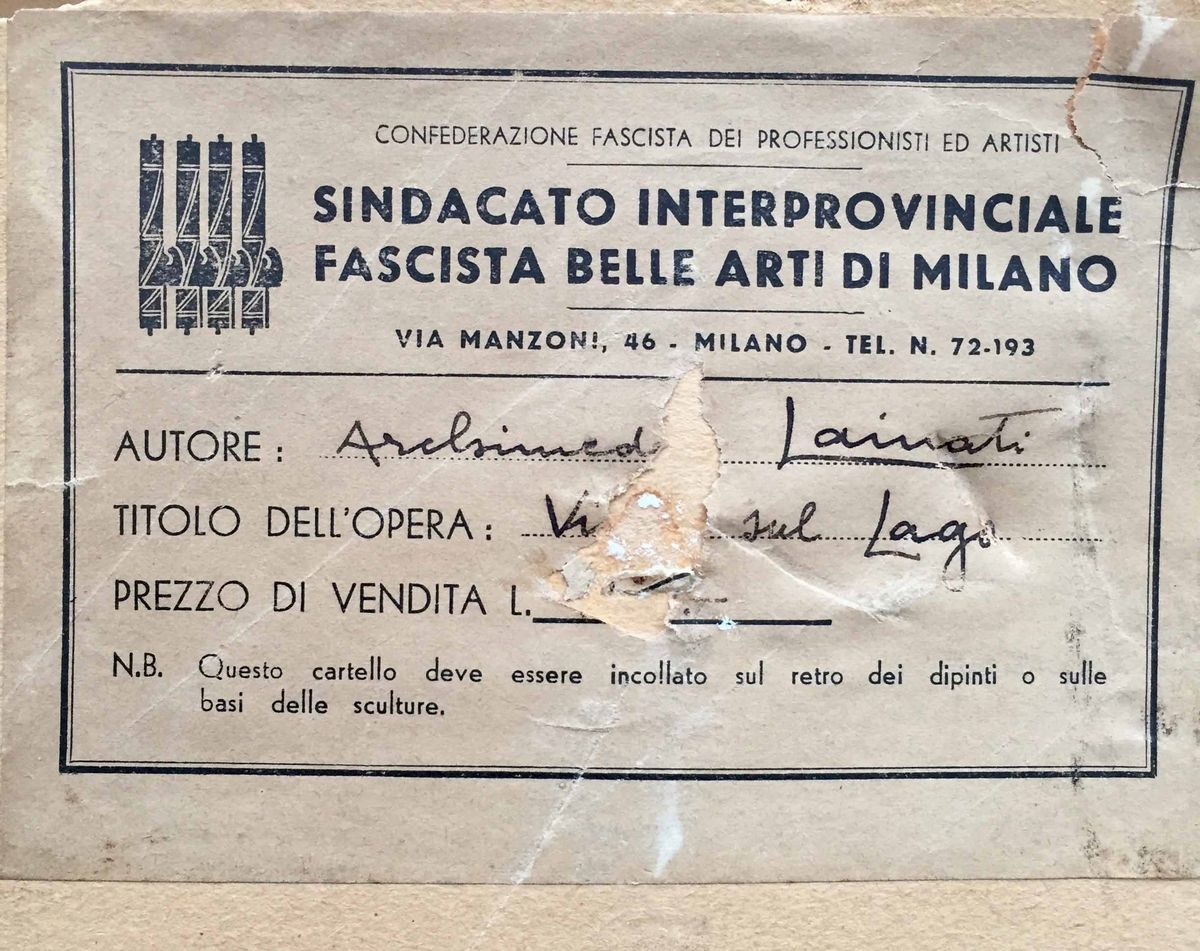 CONFEDERAZIONE FASCISTA DEI PROFESSIONISTI ED ARTISTI
SINDACATO INTERPROVINCIALE
FASCISTA BELLE ARTI DI MILANO
VIA MANZONI, 46 - MILANO - TEL. N. 72-193
AUTORE : Archimed Lainati
TITOLO DELL'OPERA : Vi sul Lago
PREZZO DI VENDITA L.
N.B. Questo cartello deve essere incollato sul retro dei dipinti o sulle
basi delle sculture.